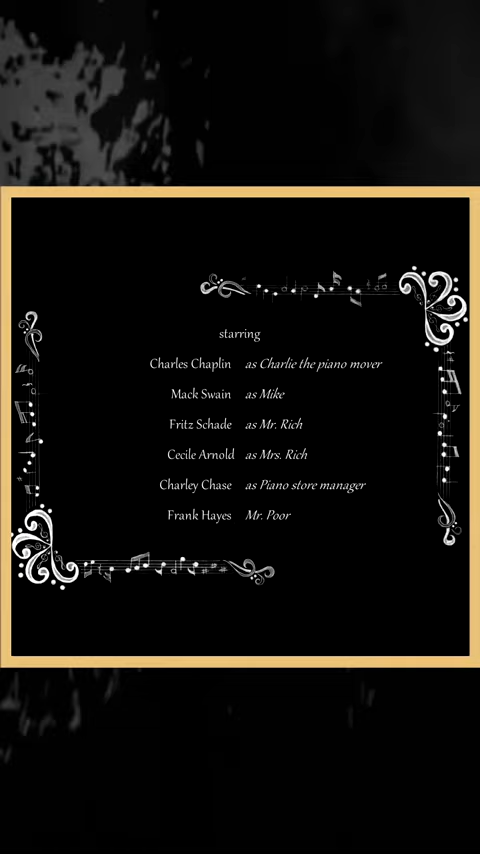 starring
Charles Chaplin as Charlie the piano mover
Mack Swain as Mike
Fritz Schade as Mr. Rich
Cecile Arnold as Mrs. Rich
Charley Chase as Piano store manager
Frank Hayes Mr. Poor